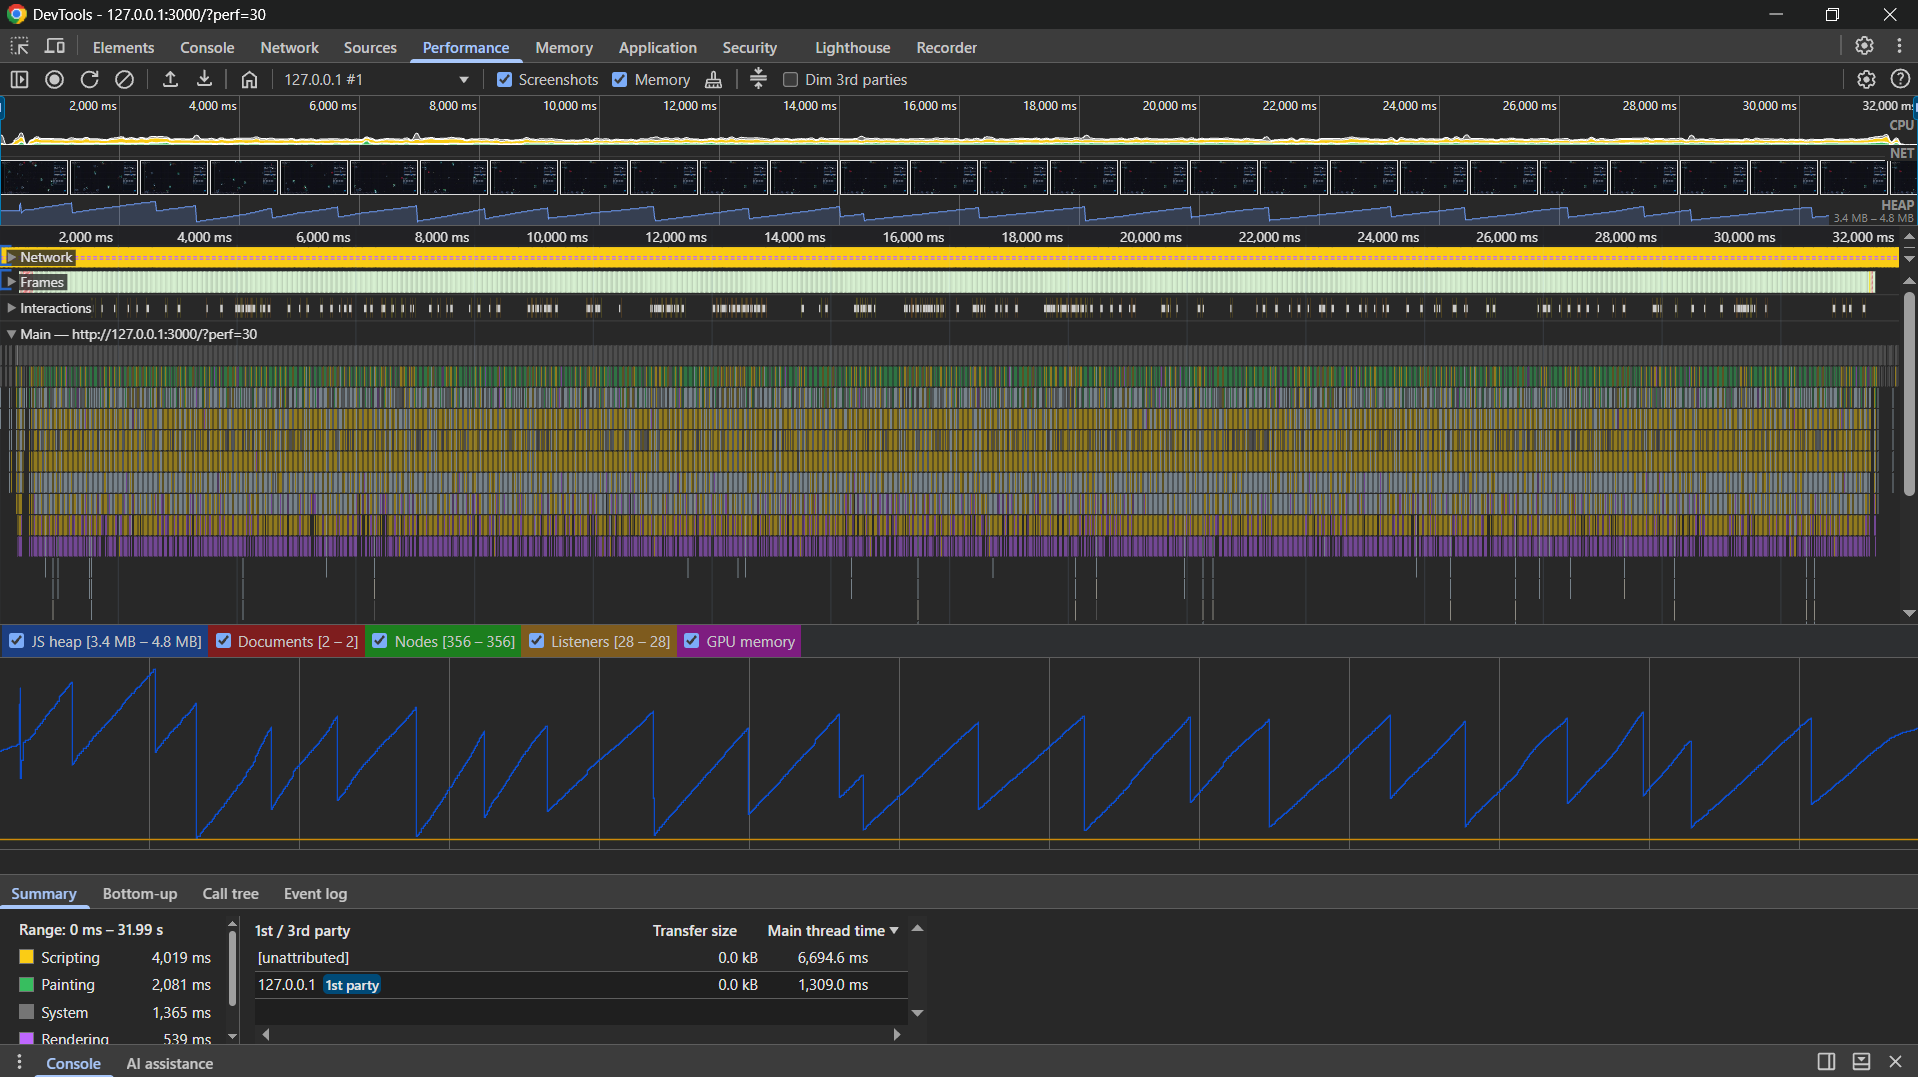 DevTools - 127.0.0.1:3000/?perf=30
Elements Console Network Sources Performance Memory Application Security Lighthouse Recorder
127.0.0.1 #1 Screenshots Memory Dim 3rd parties
2,000 ms 4,000 ms 6,000 ms 8,000 ms 10,000 ms 12,000 ms 14,000 ms 16,000 ms 18,000 ms 20,000 ms 22,000 ms 24,000 ms 26,000 ms 28,000 ms 30,000 ms 32,000 ms
CPU
NET
HEAP
3.4 MB – 4.8 MB
2,000 ms 4,000 ms 6,000 ms 8,000 ms 10,000 ms 12,000 ms 14,000 ms 16,000 ms 18,000 ms 20,000 ms 22,000 ms 24,000 ms 26,000 ms 28,000 ms 30,000 ms 32,000 ms
Network
Frames
Interactions
Main — http://127.0.0.1:3000/?perf=30
JS heap [3.4 MB – 4.8 MB] Documents [2 – 2] Nodes [356 – 356] Listeners [28 – 28] GPU memory
Summary Bottom-up Call tree Event log
Range: 0 ms – 31.99 s
Scripting 4,019 ms
Painting 2,081 ms
System 1,365 ms
Rendering 539 ms
1st / 3rd party Transfer size Main thread time
[unattributed] 0.0 kB 6,694.6 ms
127.0.0.1 1st party 0.0 kB 1,309.0 ms
Console AI assistance